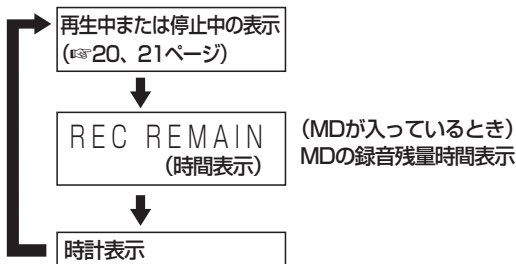 再生中または停止中の表示
(☞20、21ページ)
REC REMAIN
(時間表示)
(MDが入っているとき)
MDの録音残量時間表示
時計表示